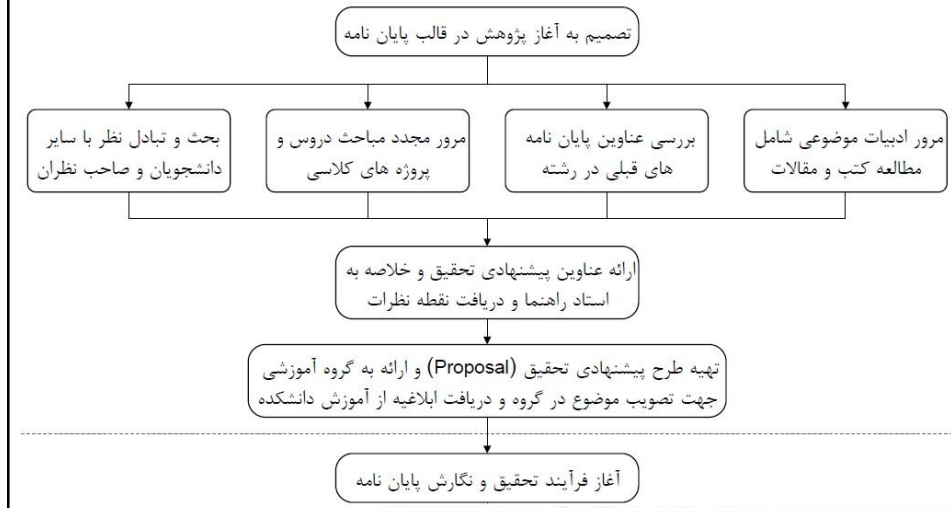 تصمیم به آغاز پژوهش در قالب پایان نامه
مرور ادبیات موضوعی شامل
مطالعه کتب و مقالات
بررسی عناوین پایان نامه
های قبلی در رشته
مرور مجدد مباحث دروس و
پروژه های کلاسی
بحث و تبادل نظر با سایر
دانشجویان و صاحب نظران
ارائه عناوین پیشنهادی تحقیق و خلاصه به
استاد راهنما و دریافت نقطه نظرات
تهیه طرح پیشنهادی تحقیق (Proposal) و ارائه به گروه آموزشی
جهت تصویب موضوع در گروه و دریافت ابلاغیه از آموزش دانشکده
آغاز فرآیند تحقیق و نگارش پایان نامه